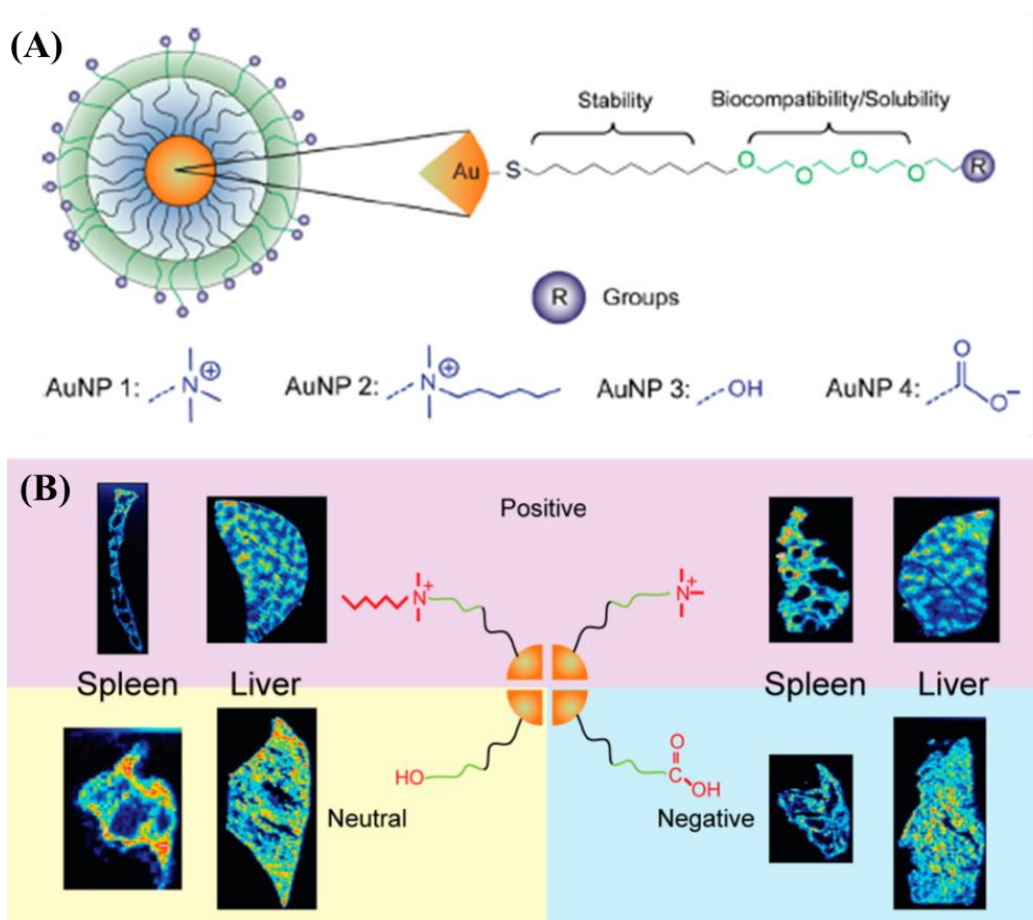 (A)
Stability
Biocompatibility/Solubility
Au
S
O
O
O
O
R
R Groups
AuNP 1: N ⊕
AuNP 2: N ⊕
AuNP 3: OH
AuNP 4: O
O−
(B)
Positive
N+
N+
Spleen Liver
Spleen Liver
HO
O
C
OH
Neutral
Negative